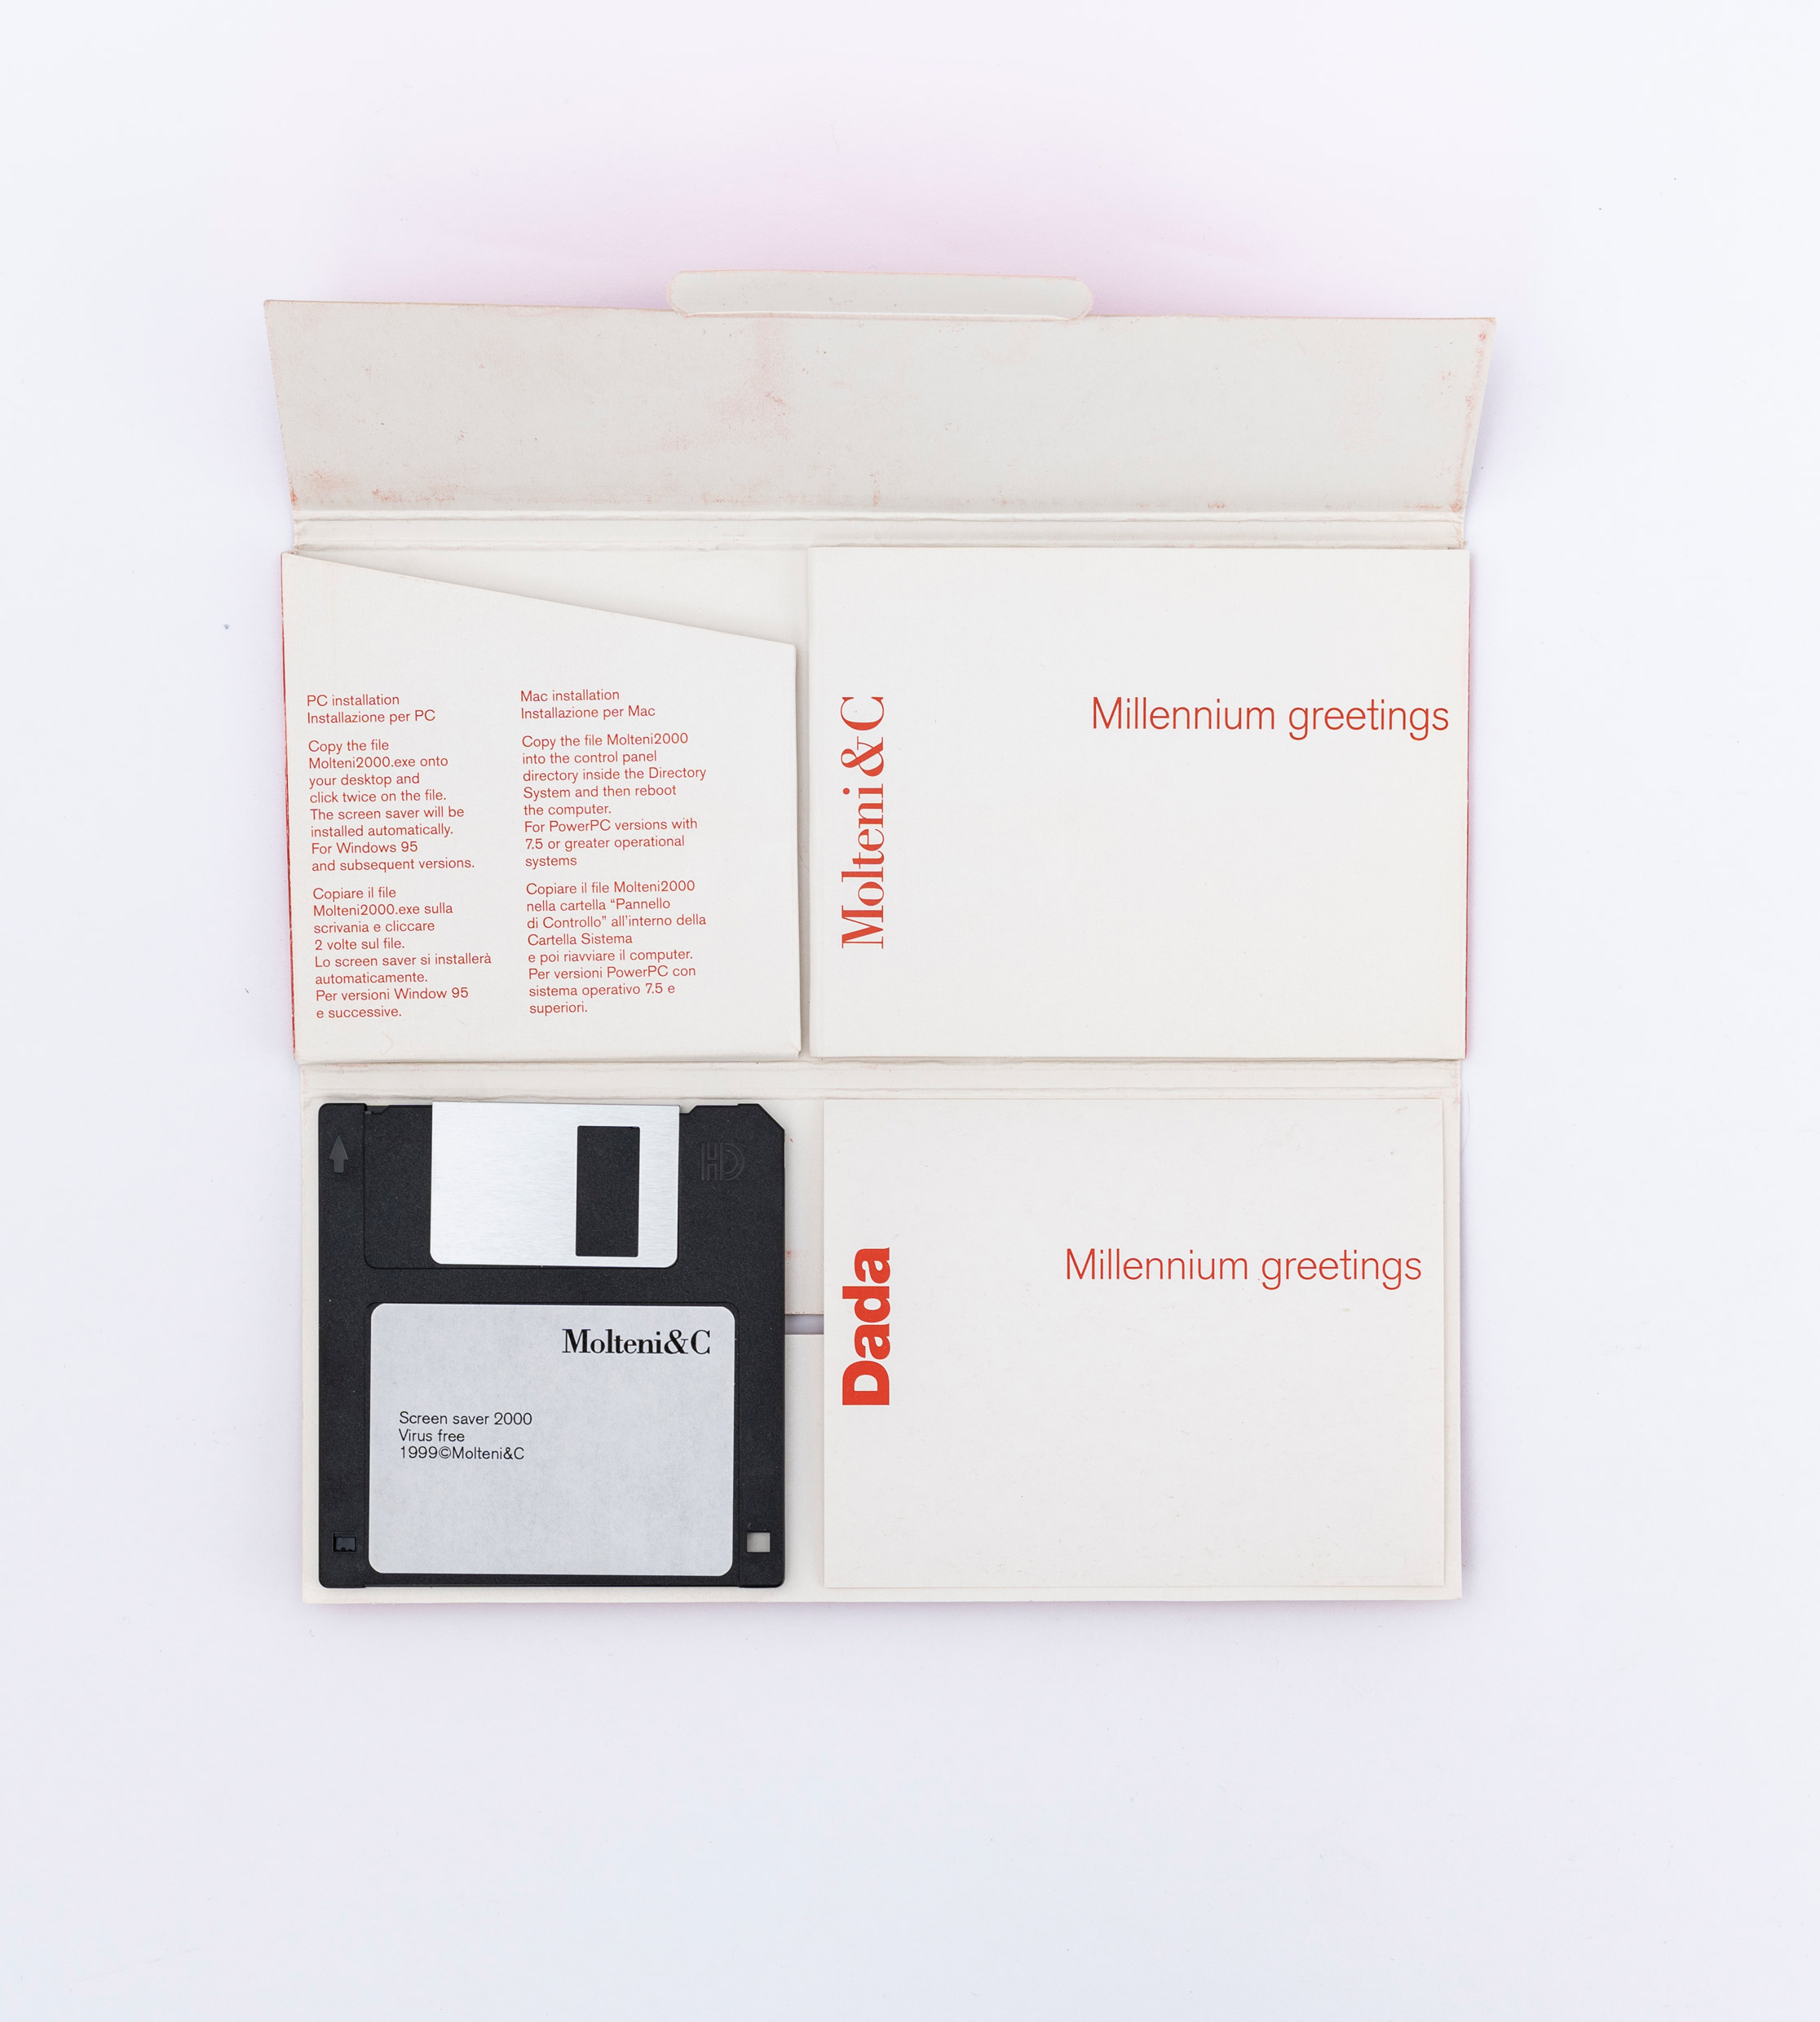 PC installation
Installazione per PC
Copy the file
Molteni2000.exe onto
your desktop and
click twice on the file.
The screen saver will be
installed automatically.
For Windows 95
and subsequent versions.
Copiare il file
Molteni2000.exe sulla
scrivania e cliccare
2 volte sul file.
Lo screen saver si installerà
automaticamente.
Per versioni Window 95
e successive.
Mac installation
Installazione per Mac
Copy the file Molteni2000
into the control panel
directory inside the Directory
System and then reboot
the computer.
For PowerPC versions with
7.5 or greater operational
systems
Copiare il file Molteni2000
nella cartella “Pannello
di Controllo” all’interno della
Cartella Sistema
e poi riavviare il computer.
Per versioni PowerPC con
sistema operativo 7.5 e
superiori.
Molteni&C
Millennium greetings
HD
Molteni&C
Screen saver 2000
Virus free
1999©Molteni&C
Dada
Millennium greetings